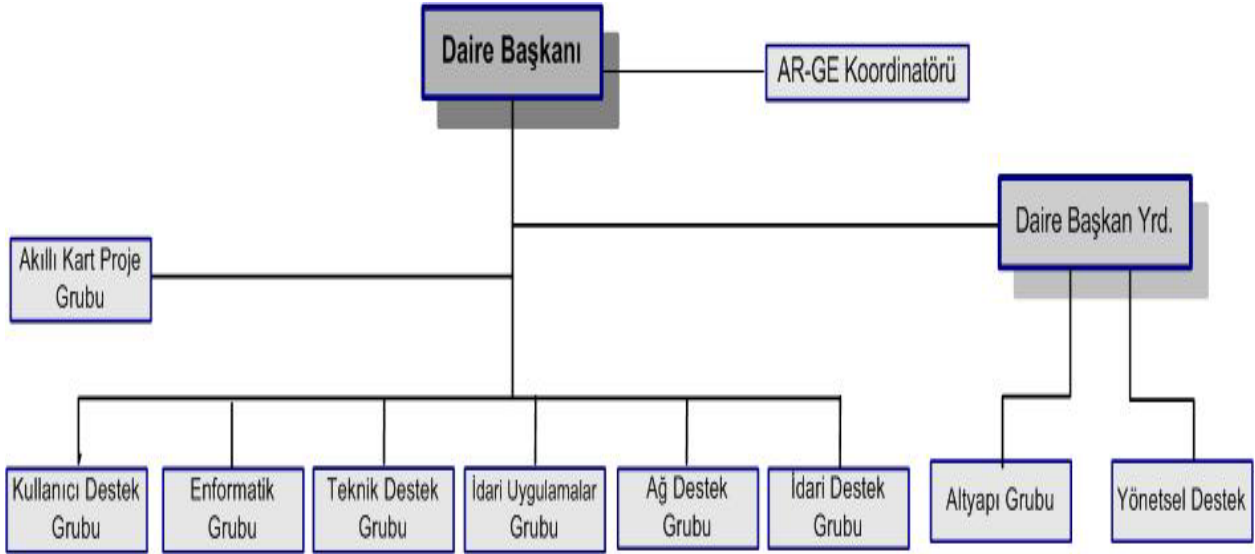 Daire Başkanı
AR-GE Koordinatörü
Daire Başkan Yrd.
Akıllı Kart Proje
Grubu
Kullanıcı Destek
Grubu
Enformatik
Grubu
Teknik Destek
Grubu
İdari Uygulamalar
Grubu
Ağ Destek
Grubu
İdari Destek
Grubu
Altyapı Grubu
Yönetsel Destek